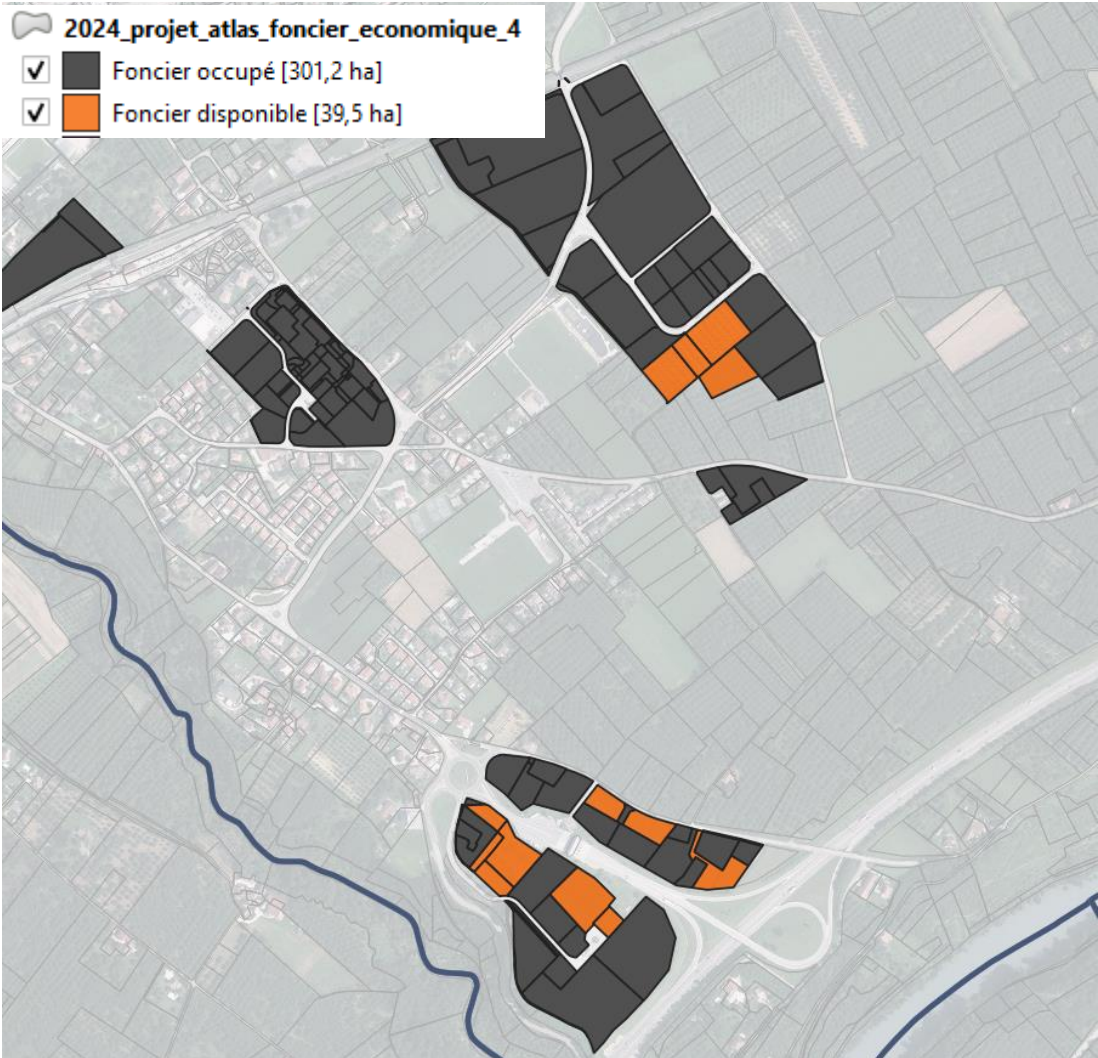 2024_projet_atlas_foncier_economique_4
Foncier occupé [301,2 ha]
Foncier disponible [39,5 ha]